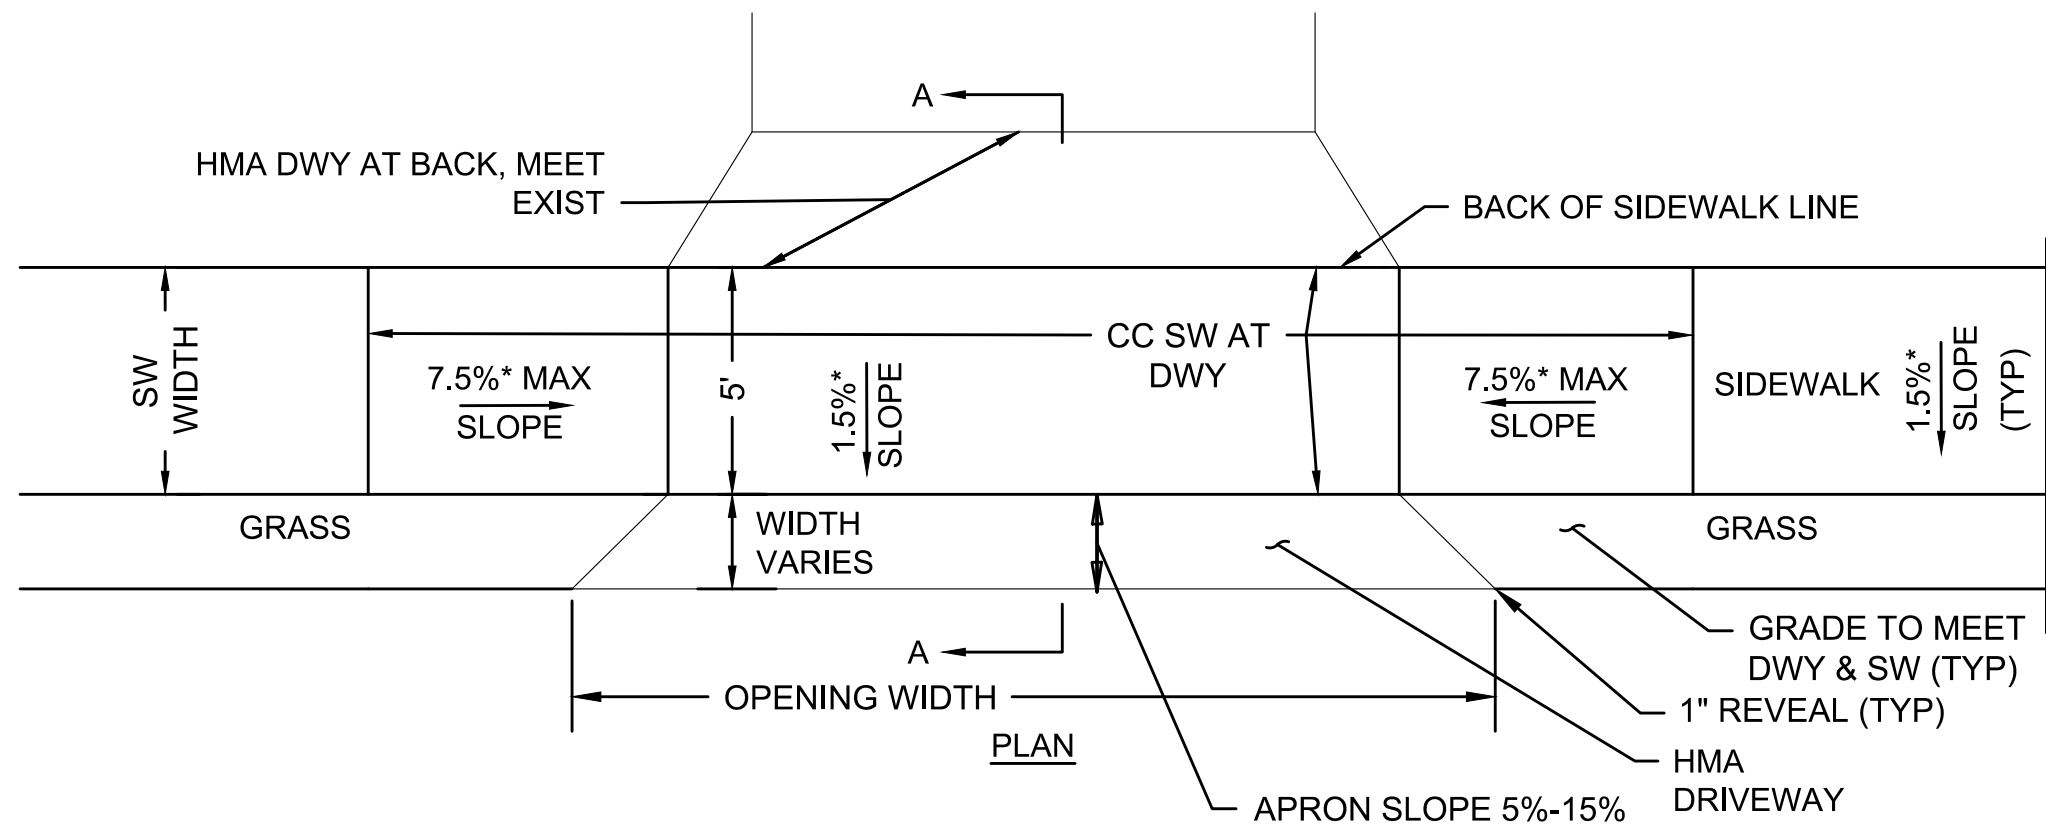 A
HMA DWY AT BACK, MEET
EXIST
BACK OF SIDEWALK LINE
SW
WIDTH
7.5%* MAX
SLOPE
5'
1.5%*
SLOPE
CC SW AT
DWY
7.5%* MAX
SLOPE
SIDEWALK
1.5%*
SLOPE
(TYP)
GRASS
WIDTH
VARIES
GRASS
A
OPENING WIDTH
PLAN
GRADE TO MEET
DWY & SW (TYP)
1" REVEAL (TYP)
HMA
DRIVEWAY
APRON SLOPE 5%-15%